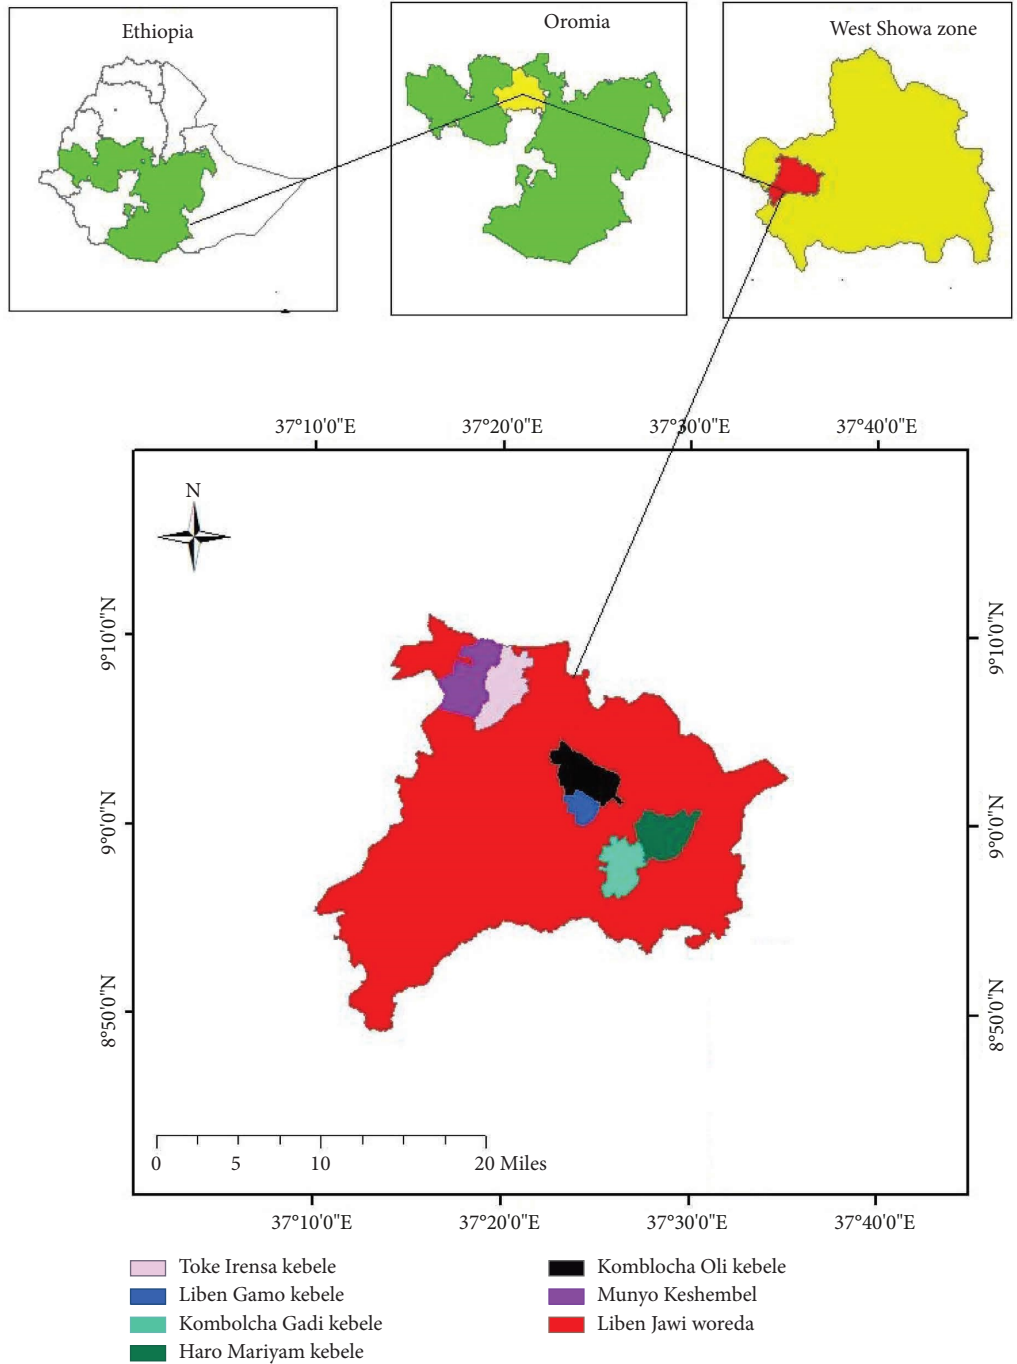 Ethiopia
Oromia
West Showa zone
37°10'0"E 37°20'0"E 37°30'0"E 37°40'0"E
N
9°10'0"N 9°10'0"N
9°0'0"N 9°0'0"N
8°50'0"N 8°50'0"N
0 5 10 20 Miles
37°10'0"E 37°20'0"E 37°30'0"E 37°40'0"E
Toke Irensa kebele
Liben Gamo kebele
Kombolcha Gadi kebele
Haro Mariyam kebele
Komblocha Oli kebele
Munyo Keshembel
Liben Jawi woreda